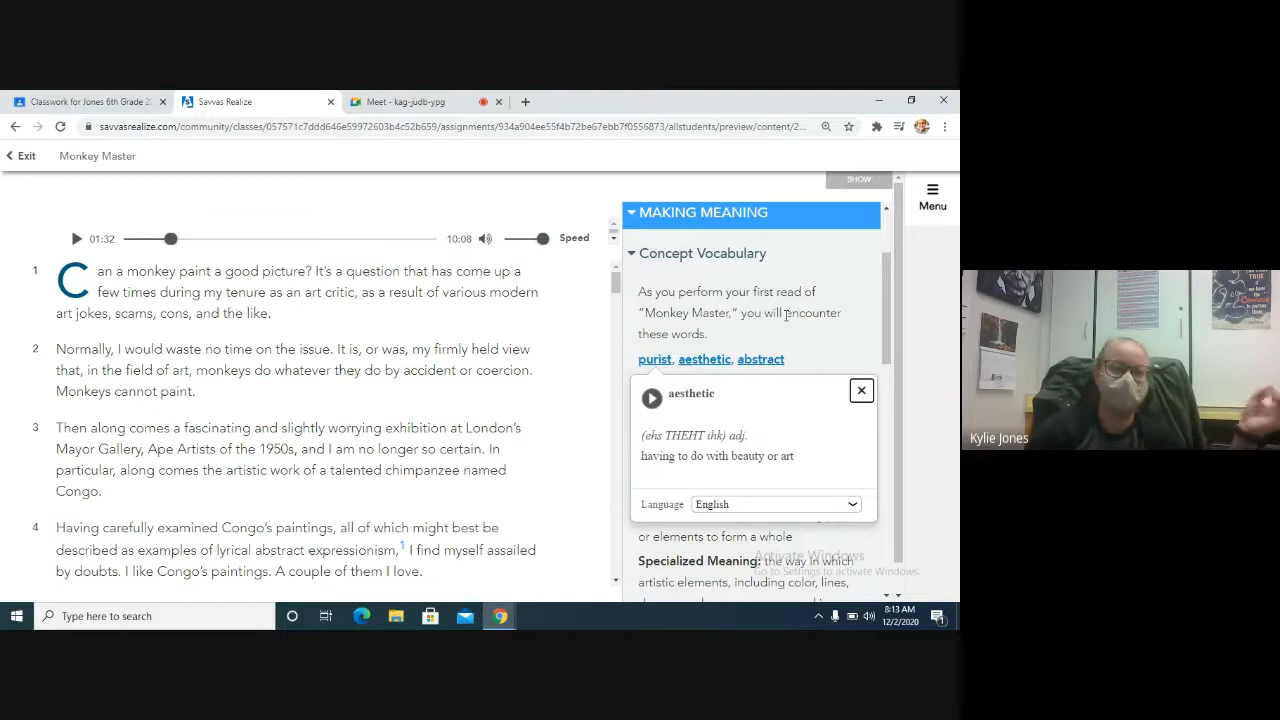 Classwork for Jones 6th Grade 20
Savvas Realize
Meet - kag-judb-ypg
savvasrealize.com/community/classes/057571c7ddd646e59972603b4c52b659/assignments/934a904ee55f4b72be67ebb7f0556873/allstudents/preview/content/2...
Exit
Monkey Master
SHOW
Menu
01:32
10:08
Speed
1
Can a monkey paint a good picture? It's a question that has come up a
few times during my tenure as an art critic, as a result of various modern
art jokes, scams, cons, and the like.
2
Normally, I would waste no time on the issue. It is, or was, my firmly held view
that, in the field of art, monkeys do whatever they do by accident or coercion.
Monkeys cannot paint.
3
Then along comes a fascinating and slightly worrying exhibition at London's
Mayor Gallery, Ape Artists of the 1950s, and I am no longer so certain. In
particular, along comes the artistic work of a talented chimpanzee named
Congo.
4
Having carefully examined Congo's paintings, all of which might best be
described as examples of lyrical abstract expressionism,1 I find myself assailed
by doubts. I like Congo's paintings. A couple of them I love.
MAKING MEANING
Concept Vocabulary
As you perform your first read of
"Monkey Master," you will encounter
these words.
purist, aesthetic, abstract
aesthetic
(ehs THEHT ihk) adj.
having to do with beauty or art
Language English
or elements to form a whole
Specialized Meaning: the way in which
artistic elements, including color, lines,
Activate Windows
Go to Settings to activate Windows.
Type here to search
8:13 AM
12/2/2020
1
Kylie Jones
TRUE
Courage